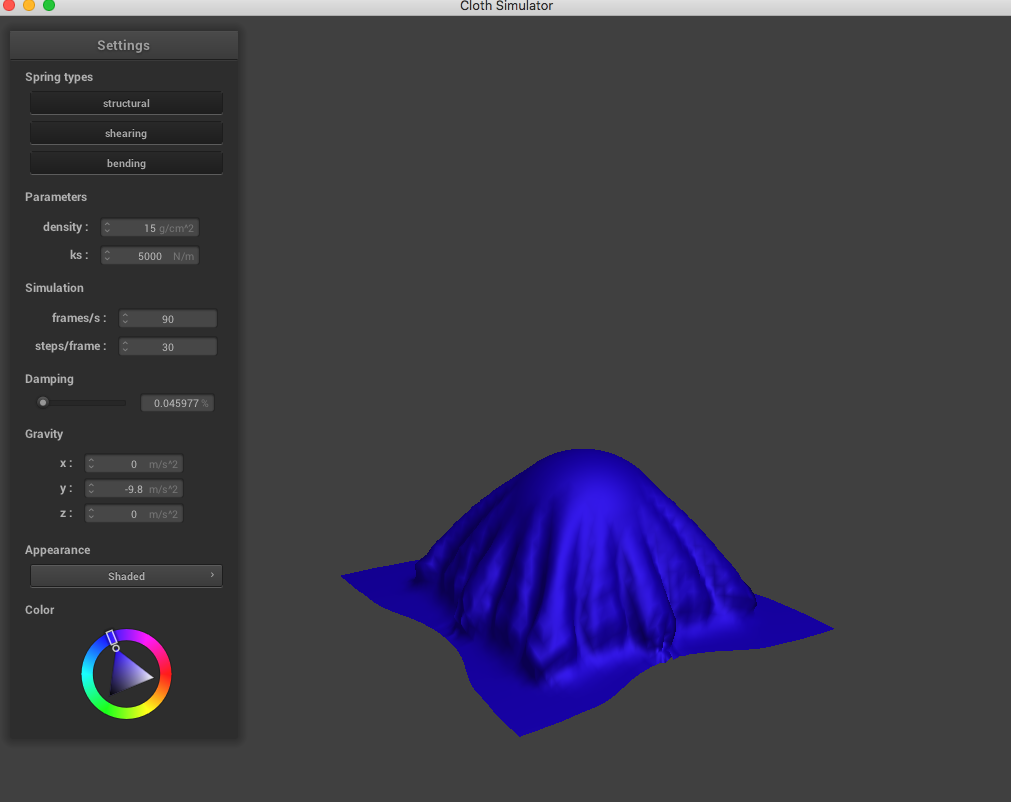 Cloth Simulator
Settings
Spring types
structural
shearing
bending
Parameters
density : 15 g/cm^2
ks : 5000 N/m
Simulation
frames/s : 90
steps/frame : 30
Damping
0.045977 %
Gravity
x : 0 m/s^2
y : -9.8 m/s^2
z : 0 m/s^2
Appearance
Shaded ›
Color